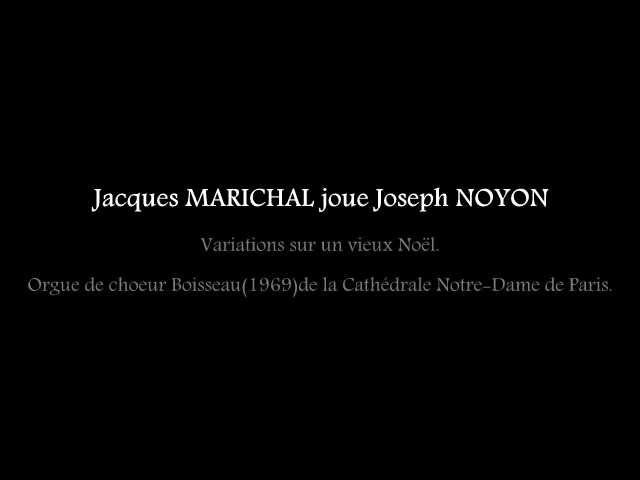 Jacques MARICHAL joue Joseph NOYON
Variations sur un vieux Noël.
Orgue de choeur Boisseau(1969)de la Cathédrale Notre-Dame de Paris.